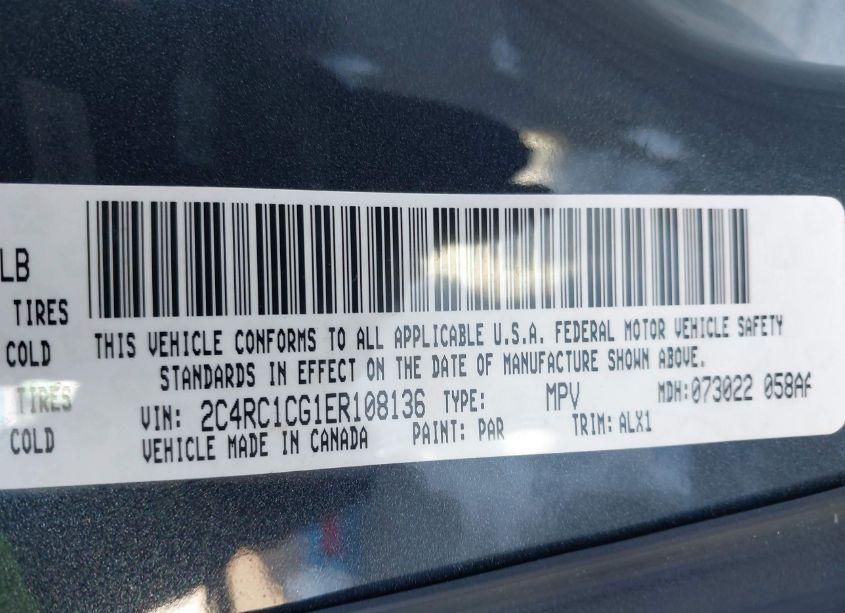 LB
TIRES
COLD
TIRES
COLD
THIS VEHICLE CONFORMS TO ALL APPLICABLE U.S.A. FEDERAL MOTOR VEHICLE SAFETY
STANDARDS IN EFFECT ON THE DATE OF MANUFACTURE SHOWN ABOVE.
VIN: 2C4RC1CG1ER108136 TYPE: MPV MDH:073022 058AF
VEHICLE MADE IN CANADA PAINT: PAR TRIM: ALX1